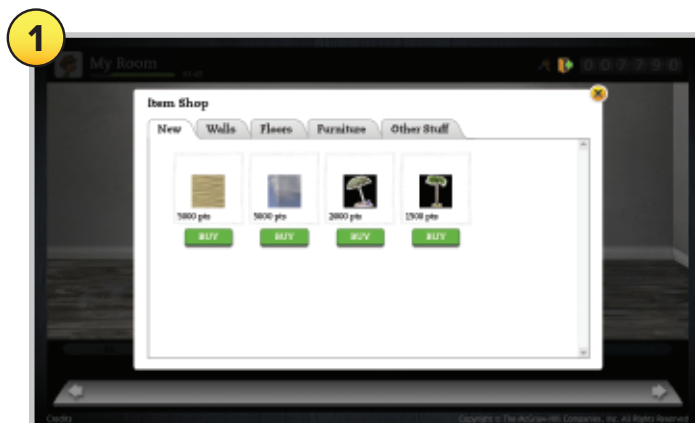 1
My Room
007790
Item Shop
New Walls Floors Furniture Other Stuff
5000 pts 5000 pts 2000 pts 1500 pts
BUY BUY BUY BUY
Credits Copyright © The McGraw-Hill Companies, Inc. All Rights Reserved